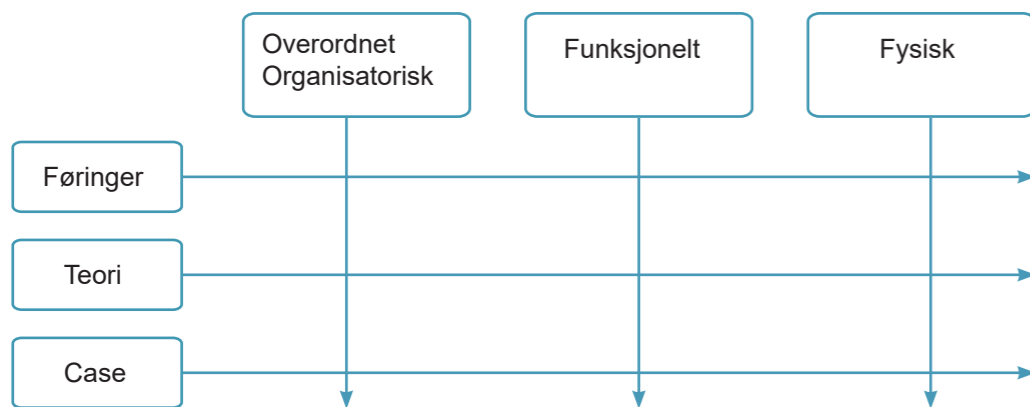 Overordnet
Organisatorisk
Funksjonelt
Fysisk
Føringer
Teori
Case